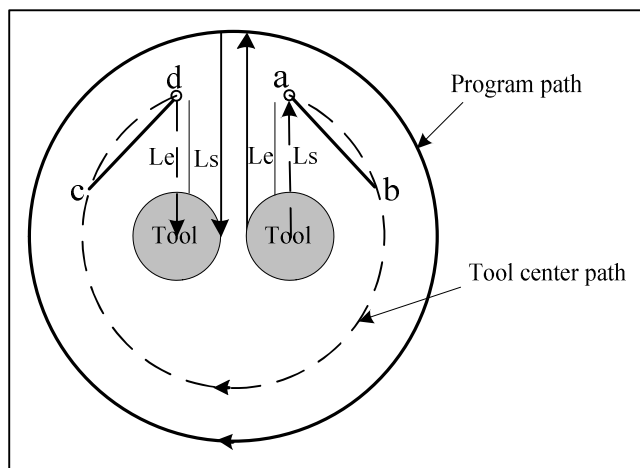 d
a
Program path
Le
Ls
Le
Ls
c
b
Tool
Tool
Tool center path